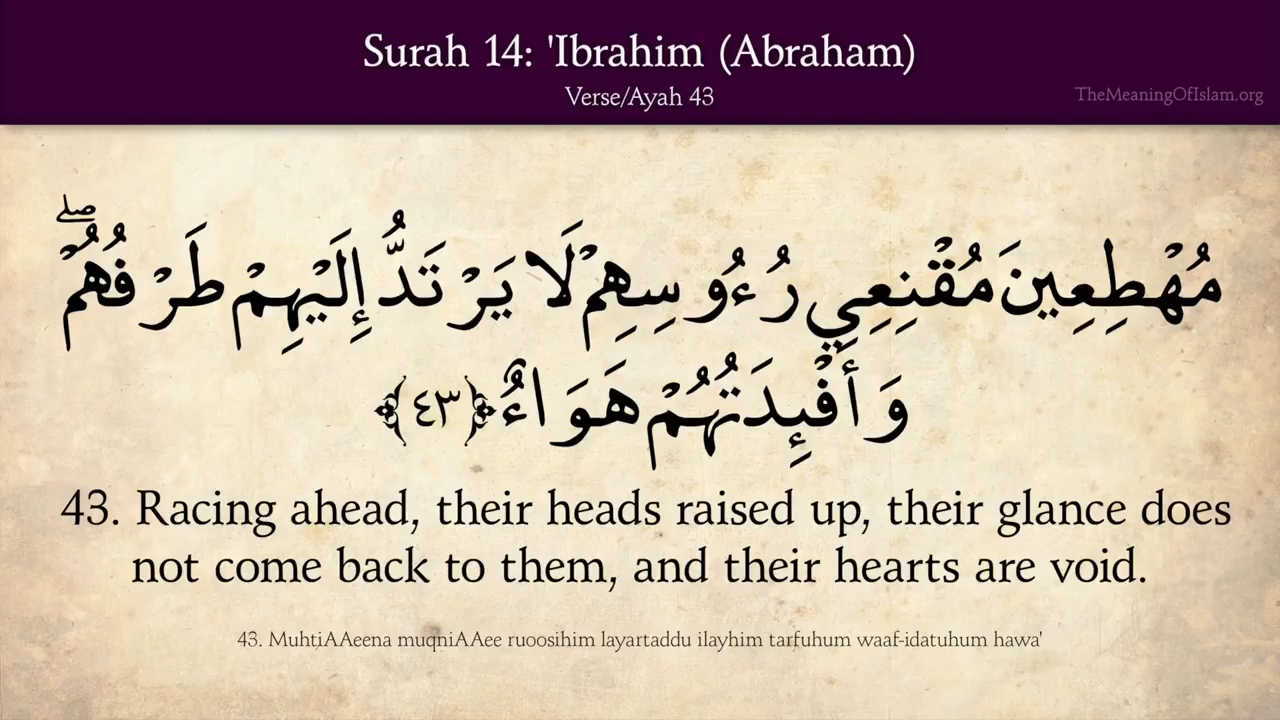 Surah 14: 'Ibrahim (Abraham)
Verse/Ayah 43
TheMeaningOfIslam.org
مُهْطِعِينَ مُقْنِعِي رُءُوسِهِمْ لَا يَرْتَدُّ إِلَيْهِمْ طَرْفُهُمْ ۖ
وَأَفْئِدَتُهُمْ هَوَاءٌ ﴿٤٣﴾
43. Racing ahead, their heads raised up, their glance does
not come back to them, and their hearts are void.
43. MuhtiAAeena muqniAAee ruoosihim layartaddu ilayhim tarfuhum waaf-idatuhum hawa'